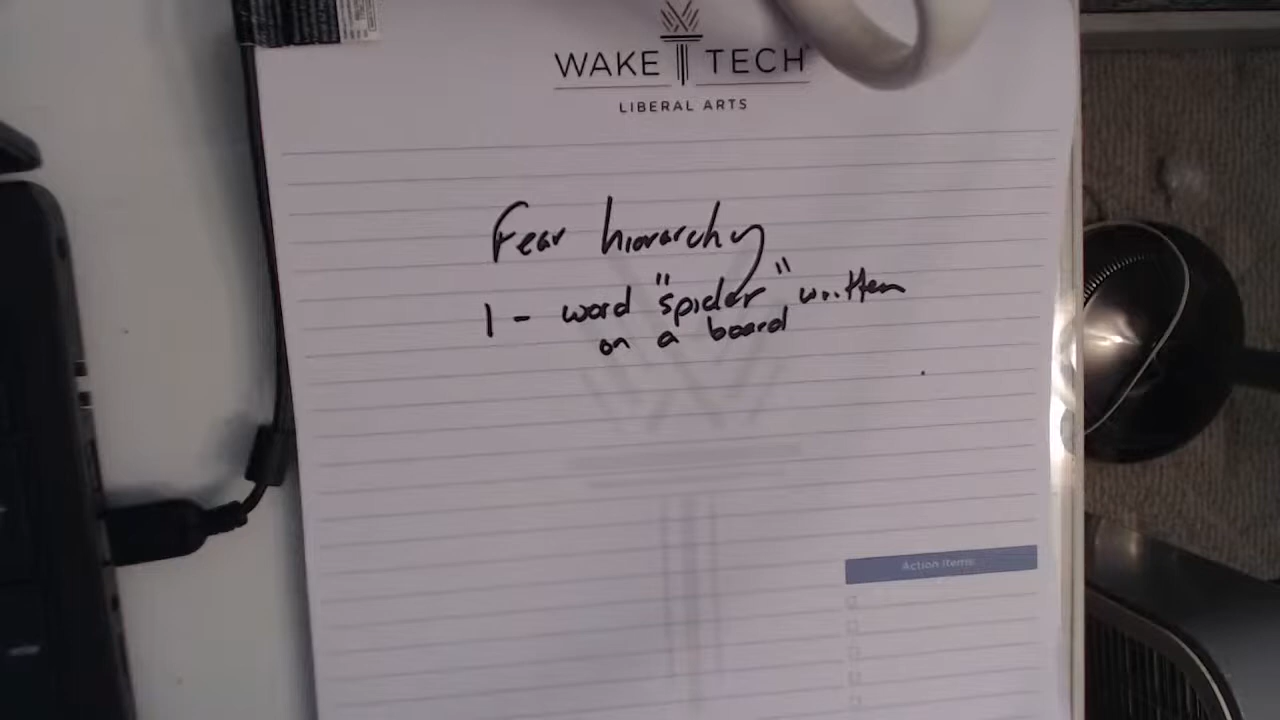 WAKE TECH
LIBERAL ARTS
Fear hierarchy
1 - word "spider" written
on a board
Action Items: